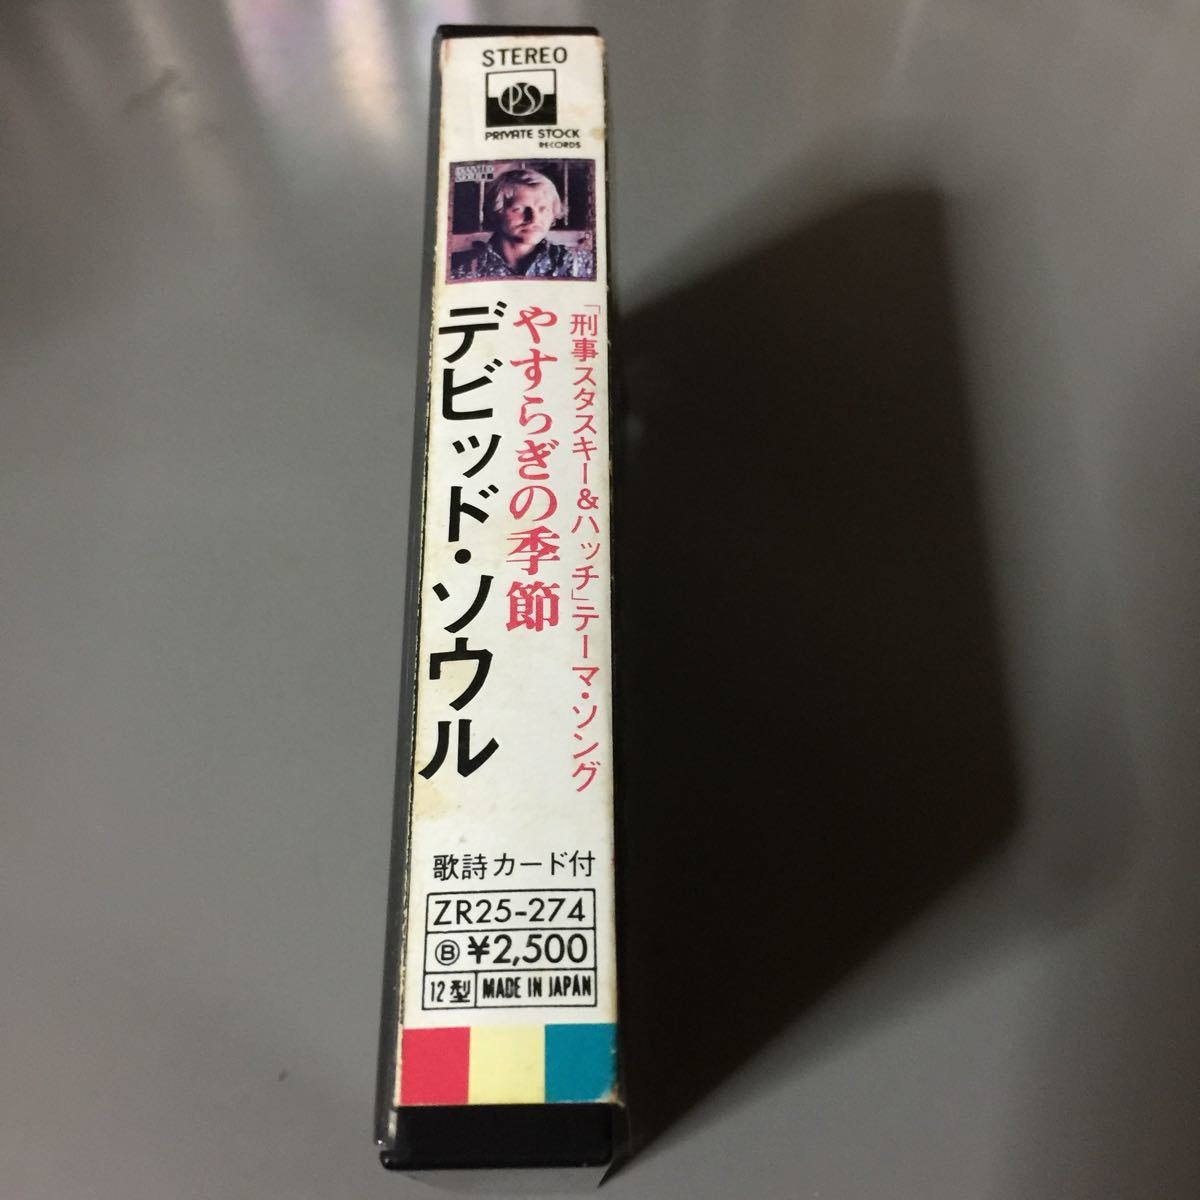 STEREO
PS
PRIVATE STOCK
RECORDS
DAVID
SOUL
「刑事スタスキー&ハッチ」テーマ・ソング
やすらぎの季節
デビッド・ソウル
歌詩カード付
ZR25-274
Ⓑ ¥2,500
12型 MADE IN JAPAN